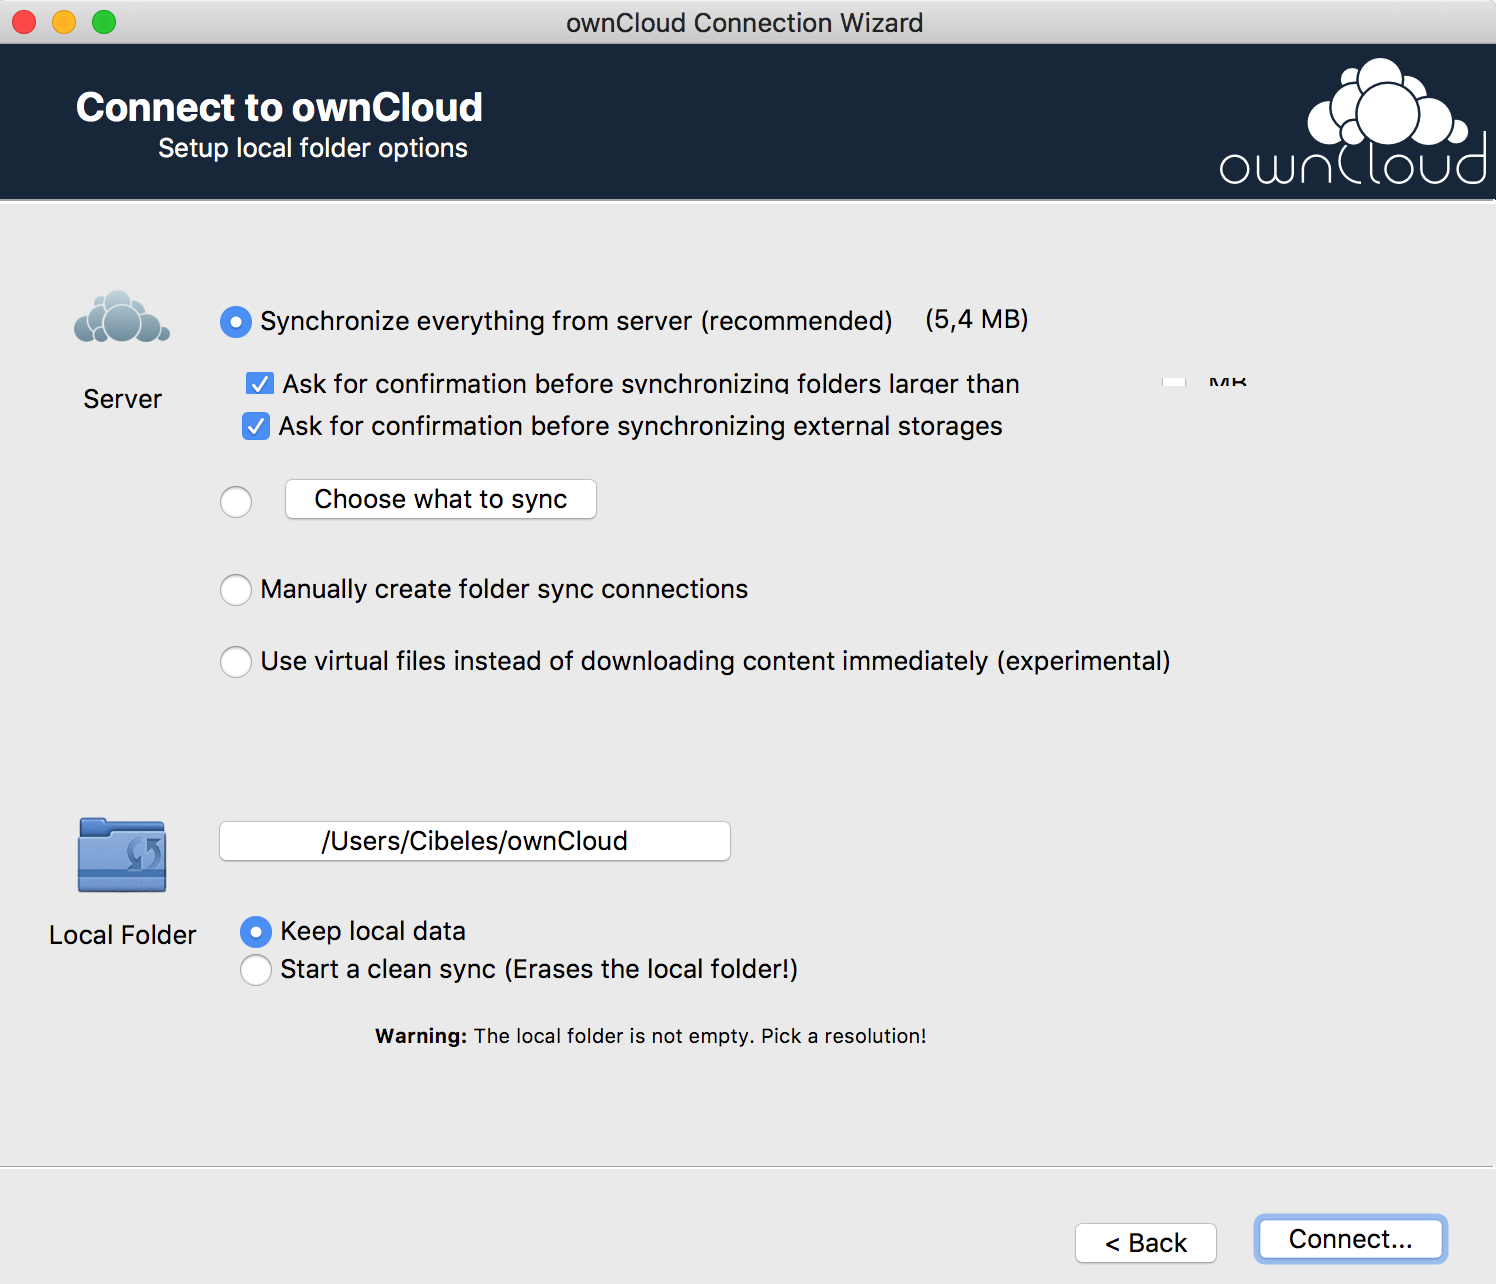 ownCloud Connection Wizard
Connect to ownCloud
Setup local folder options
ownCloud
Synchronize everything from server (recommended) (5,4 MB)
Ask for confirmation before synchronizing folders larger than MB
Server
Ask for confirmation before synchronizing external storages
Choose what to sync
Manually create folder sync connections
Use virtual files instead of downloading content immediately (experimental)
/Users/Cibeles/ownCloud
Local Folder
Keep local data
Start a clean sync (Erases the local folder!)
Warning: The local folder is not empty. Pick a resolution!
< Back
Connect...